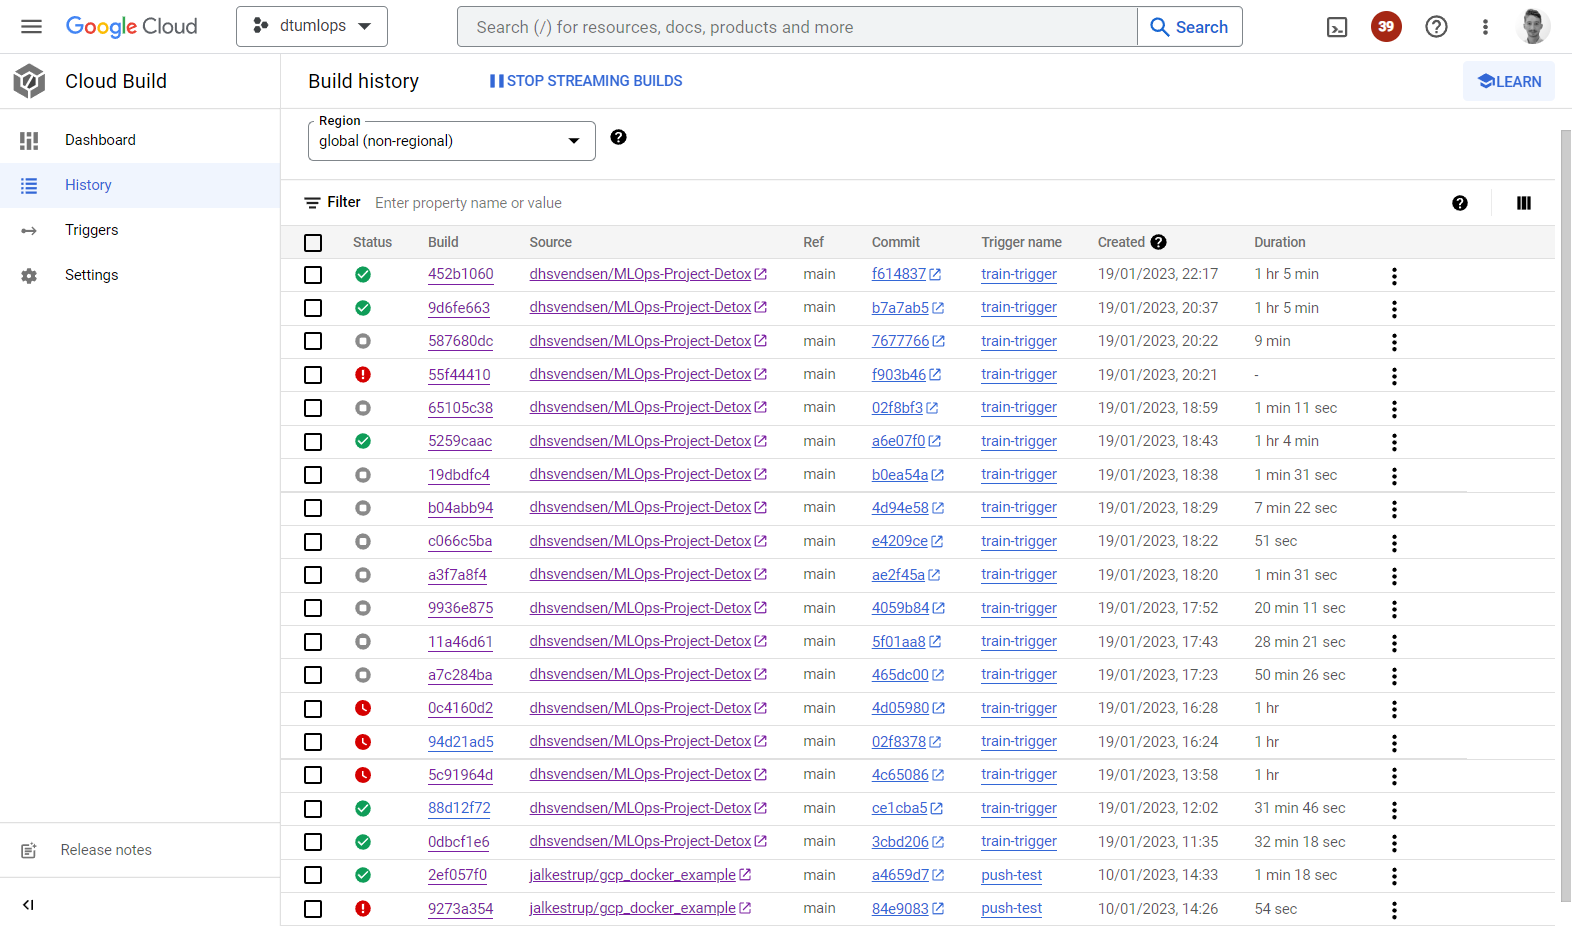 Google Cloud
dtumlops
Search (/) for resources, docs, products and more
Search
39
Cloud Build
Build history
STOP STREAMING BUILDS
LEARN
Dashboard
History
Triggers
Settings
Release notes
Region
global (non-regional)
Filter Enter property name or value
Status Build Source Ref Commit Trigger name Created Duration
452b1060 dhsvendsen/MLOps-Project-Detox main f614837 train-trigger 19/01/2023, 22:17 1 hr 5 min
9d6fe663 dhsvendsen/MLOps-Project-Detox main b7a7ab5 train-trigger 19/01/2023, 20:37 1 hr 5 min
587680dc dhsvendsen/MLOps-Project-Detox main 7677766 train-trigger 19/01/2023, 20:22 9 min
55f44410 dhsvendsen/MLOps-Project-Detox main f903b46 train-trigger 19/01/2023, 20:21 -
65105c38 dhsvendsen/MLOps-Project-Detox main 02f8bf3 train-trigger 19/01/2023, 18:59 1 min 11 sec
5259caac dhsvendsen/MLOps-Project-Detox main a6e07f0 train-trigger 19/01/2023, 18:43 1 hr 4 min
19dbdfc4 dhsvendsen/MLOps-Project-Detox main b0ea54a train-trigger 19/01/2023, 18:38 1 min 31 sec
b04abb94 dhsvendsen/MLOps-Project-Detox main 4d94e58 train-trigger 19/01/2023, 18:29 7 min 22 sec
c066c5ba dhsvendsen/MLOps-Project-Detox main e4209ce train-trigger 19/01/2023, 18:22 51 sec
a3f7a8f4 dhsvendsen/MLOps-Project-Detox main ae2f45a train-trigger 19/01/2023, 18:20 1 min 31 sec
9936e875 dhsvendsen/MLOps-Project-Detox main 4059b84 train-trigger 19/01/2023, 17:52 20 min 11 sec
11a46d61 dhsvendsen/MLOps-Project-Detox main 5f01aa8 train-trigger 19/01/2023, 17:43 28 min 21 sec
a7c284ba dhsvendsen/MLOps-Project-Detox main 465dc00 train-trigger 19/01/2023, 17:23 50 min 26 sec
0c4160d2 dhsvendsen/MLOps-Project-Detox main 4d05980 train-trigger 19/01/2023, 16:28 1 hr
94d21ad5 dhsvendsen/MLOps-Project-Detox main 02f8378 train-trigger 19/01/2023, 16:24 1 hr
5c91964d dhsvendsen/MLOps-Project-Detox main 4c65086 train-trigger 19/01/2023, 13:58 1 hr
88d12f72 dhsvendsen/MLOps-Project-Detox main ce1cba5 train-trigger 19/01/2023, 12:02 31 min 46 sec
0dbcf1e6 dhsvendsen/MLOps-Project-Detox main 3cbd206 train-trigger 19/01/2023, 11:35 32 min 18 sec
2ef057f0 jalkestrup/gcp_docker_example main a4659d7 push-test 10/01/2023, 14:33 1 min 18 sec
9273a354 jalkestrup/gcp_docker_example main 84e9083 push-test 10/01/2023, 14:26 54 sec